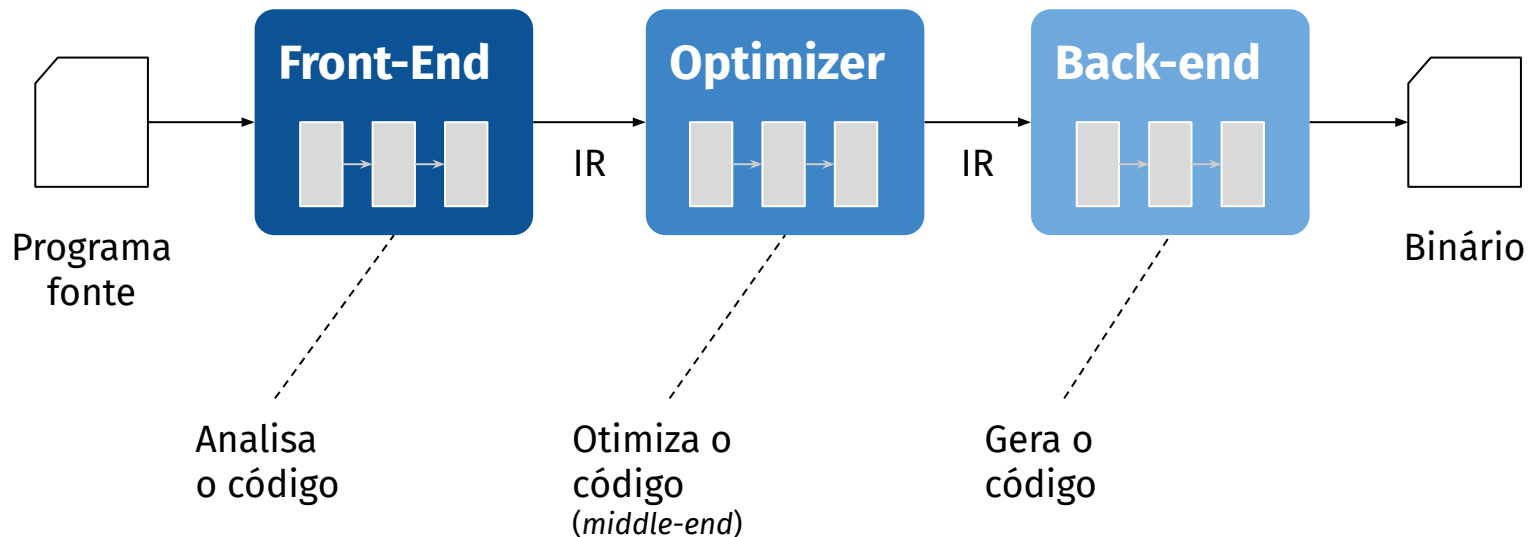 Front-End
Optimizer
Back-end
IR
IR
Programa
fonte
Binário
Analisa
o código
Otimiza o
código
(middle-end)
Gera o
código